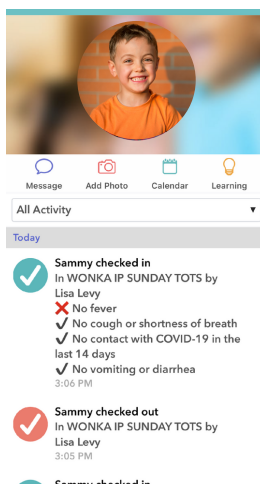 Message Add Photo Calendar Learning
All Activity
Today
Sammy checked in
In WONKA IP SUNDAY TOTS by
Lisa Levy
❌ No fever
✔ No cough or shortness of breath
✔ No contact with COVID-19 in the
last 14 days
✔ No vomiting or diarrhea
3:06 PM
Sammy checked out
In WONKA IP SUNDAY TOTS by
Lisa Levy
3:05 PM
Sammy checked in